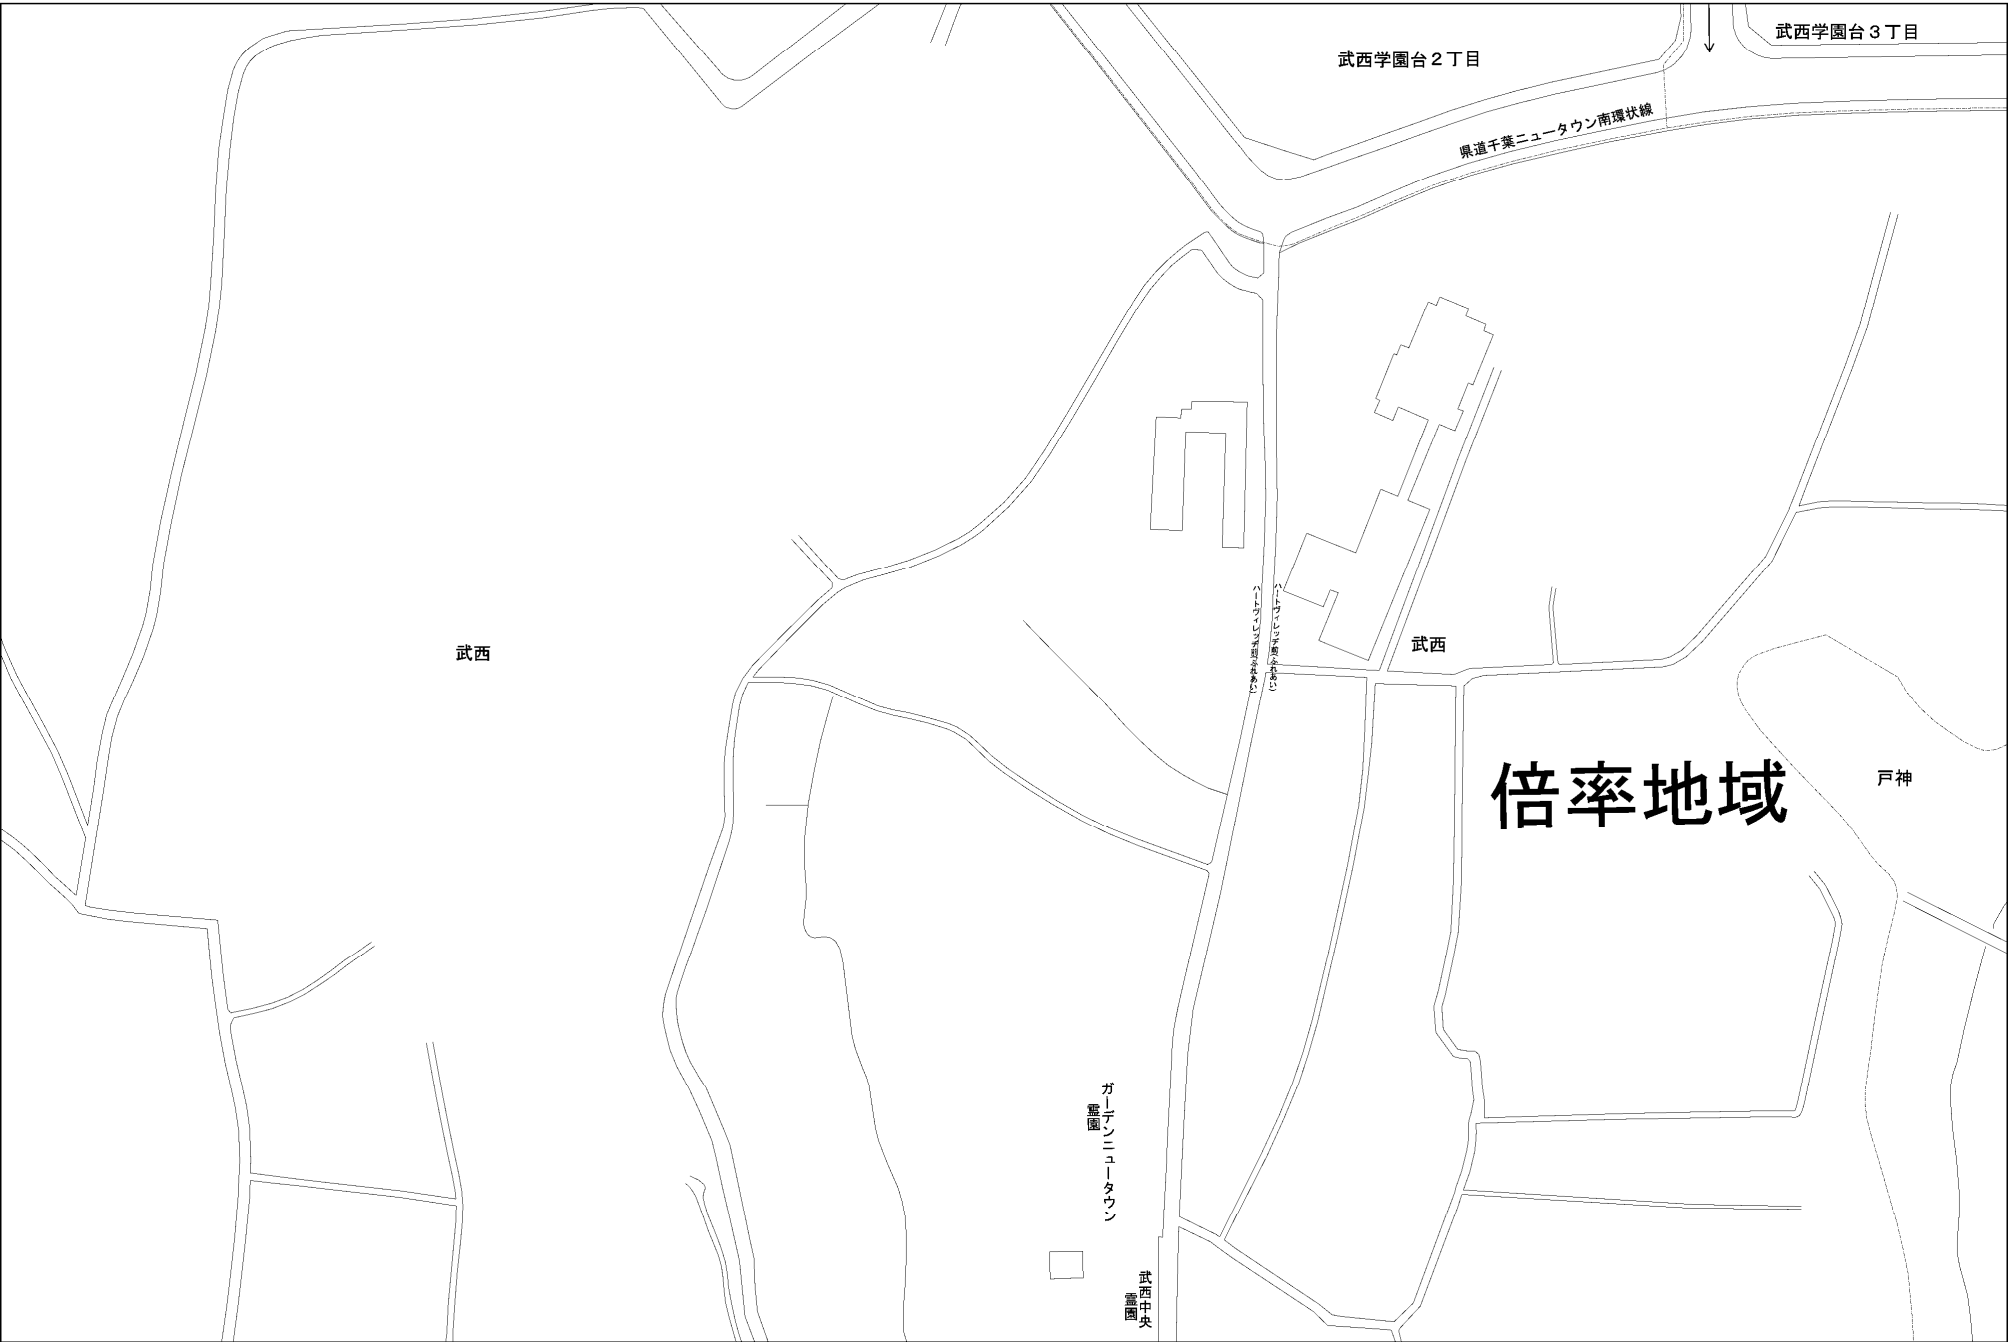 武西学園台３丁目
武西学園台２丁目
県道千葉ニュータウン南環状線
武西
武西
倍率地域
戸神
ガーデンニュータウン
霊園
武西中央
霊園